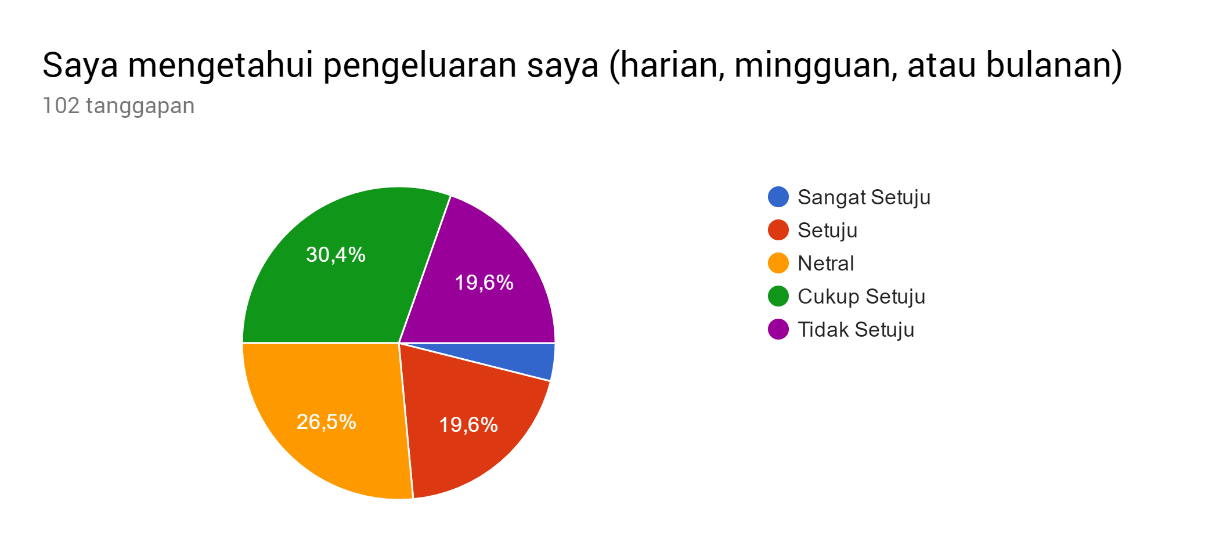 Saya mengetahui pengeluaran saya (harian, mingguan, atau bulanan)
102 tanggapan
30,4%
19,6%
26,5%
19,6%
Sangat Setuju
Setuju
Netral
Cukup Setuju
Tidak Setuju